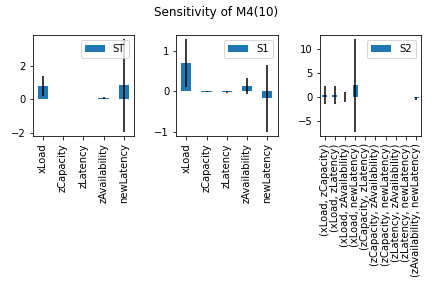 Sensitivity of M4(10)
ST
2
0
−2
xLoad
zCapacity
zLatency
zAvailability
newLatency
S1
1
0
−1
xLoad
zCapacity
zLatency
zAvailability
newLatency
S2
10
5
0
−5
(xLoad, zCapacity)
(xLoad, zLatency)
(xLoad, zAvailability)
(xLoad, newLatency)
(zCapacity, zLatency)
(zCapacity, zAvailability)
(zCapacity, newLatency)
(zLatency, zAvailability)
(zLatency, newLatency)
(zAvailability, newLatency)